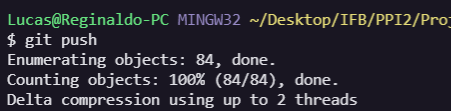 Lucas@Reginaldo-PC MINGW32 ~/Desktop/IFB/PPI2/Proj
$ git push
Enumerating objects: 84, done.
Counting objects: 100% (84/84), done.
Delta compression using up to 2 threads